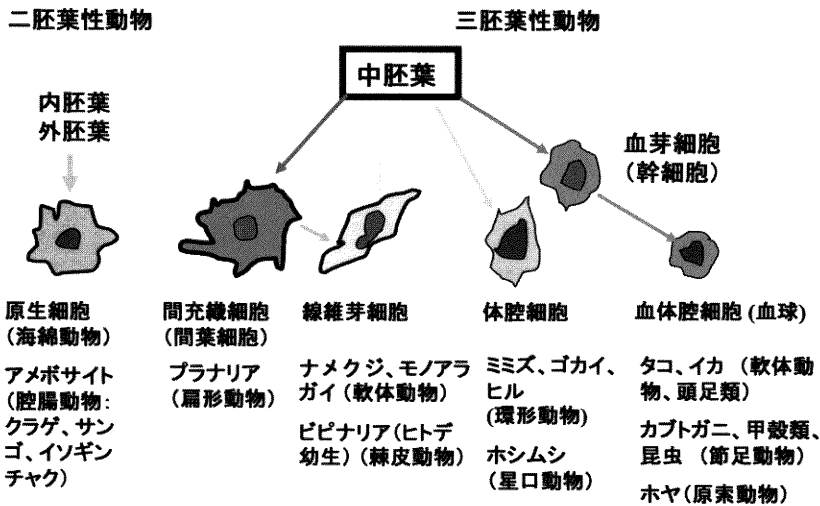 二胚葉性動物
三胚葉性動物
中胚葉
内胚葉
外胚葉
血芽細胞
(幹細胞)
原生細胞
(海綿動物)
アメボサイト
(腔腸動物:
クラゲ、サン
ゴ、イソギン
チャク)
間充織細胞
(間葉細胞)
プラナリア
(扁形動物)
線維芽細胞
ナメクジ、モノアラ
ガイ(軟体動物)
ビピナリア(ヒトデ
幼生)(棘皮動物)
体腔細胞
ミミズ、ゴカイ、
ヒル
(環形動物)
ホシムシ
(星口動物)
血体腔細胞(血球)
タコ、イカ (軟体動
物、頭足類)
カブトガニ、甲殻類、
昆虫 (節足動物)
ホヤ(原索動物)